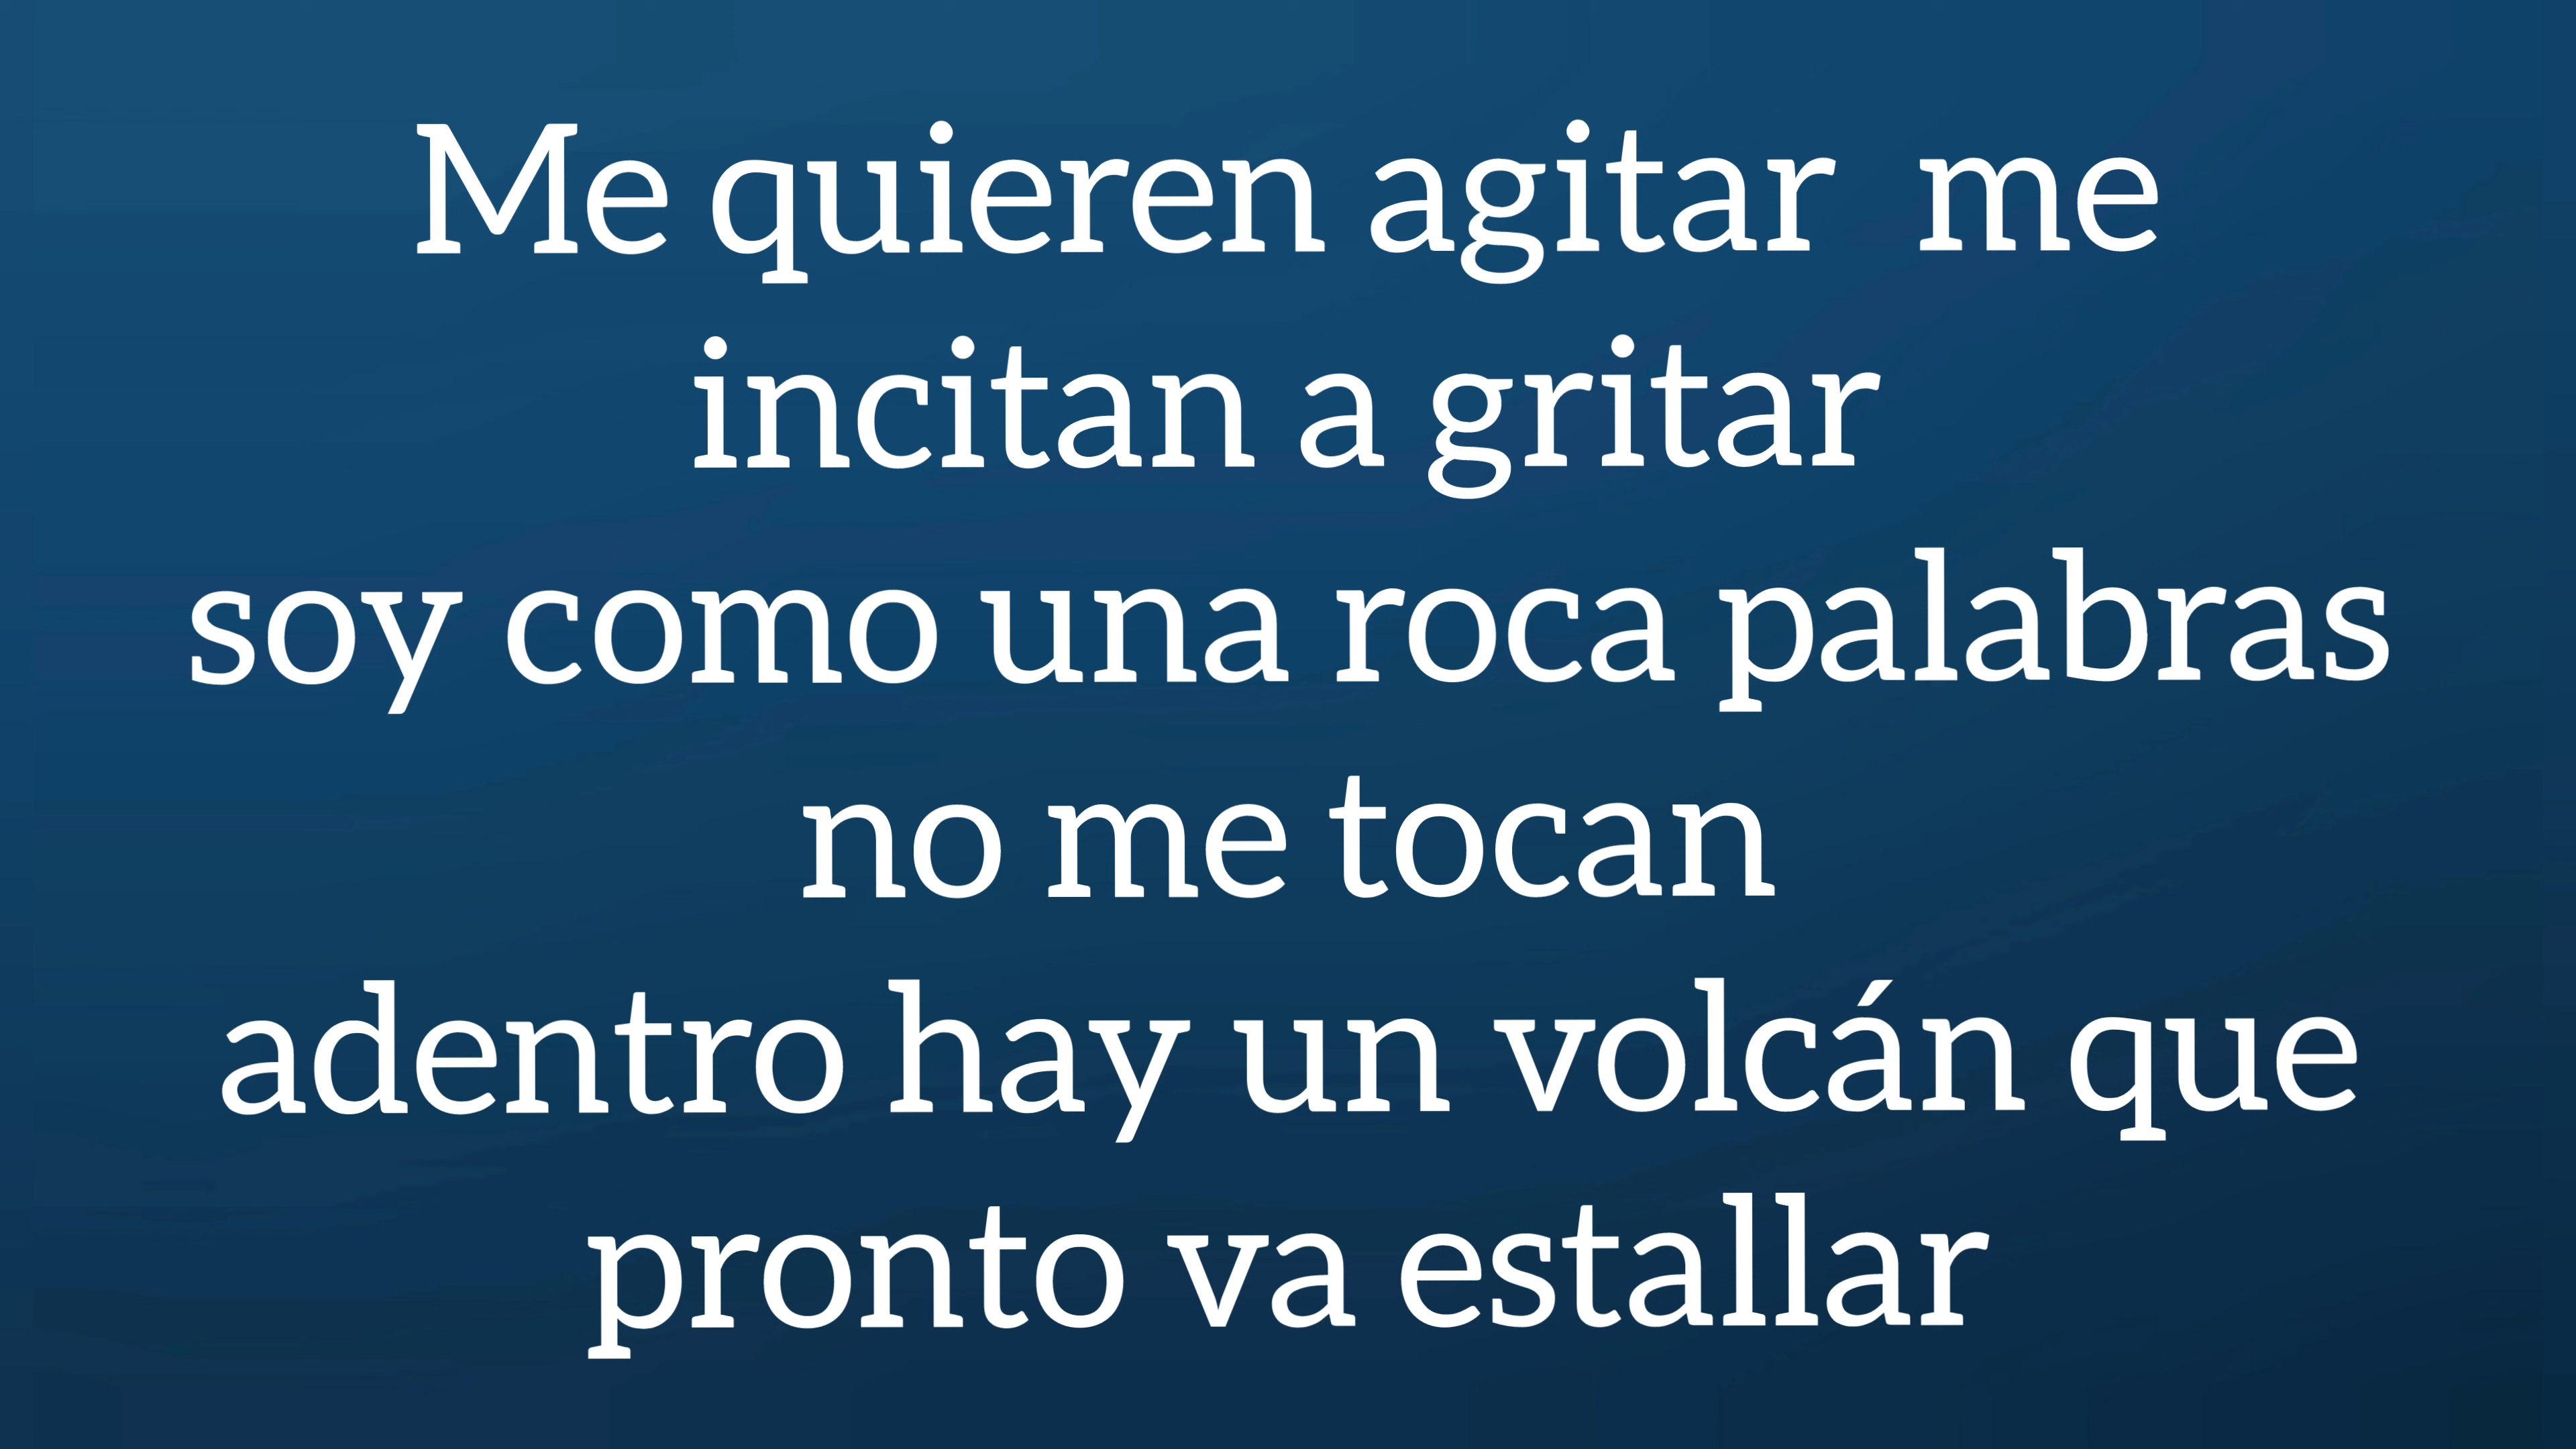 Me quieren agitar  me
incitan a gritar
soy como una roca palabras
no me tocan
adentro hay un volcán que
pronto va estallar